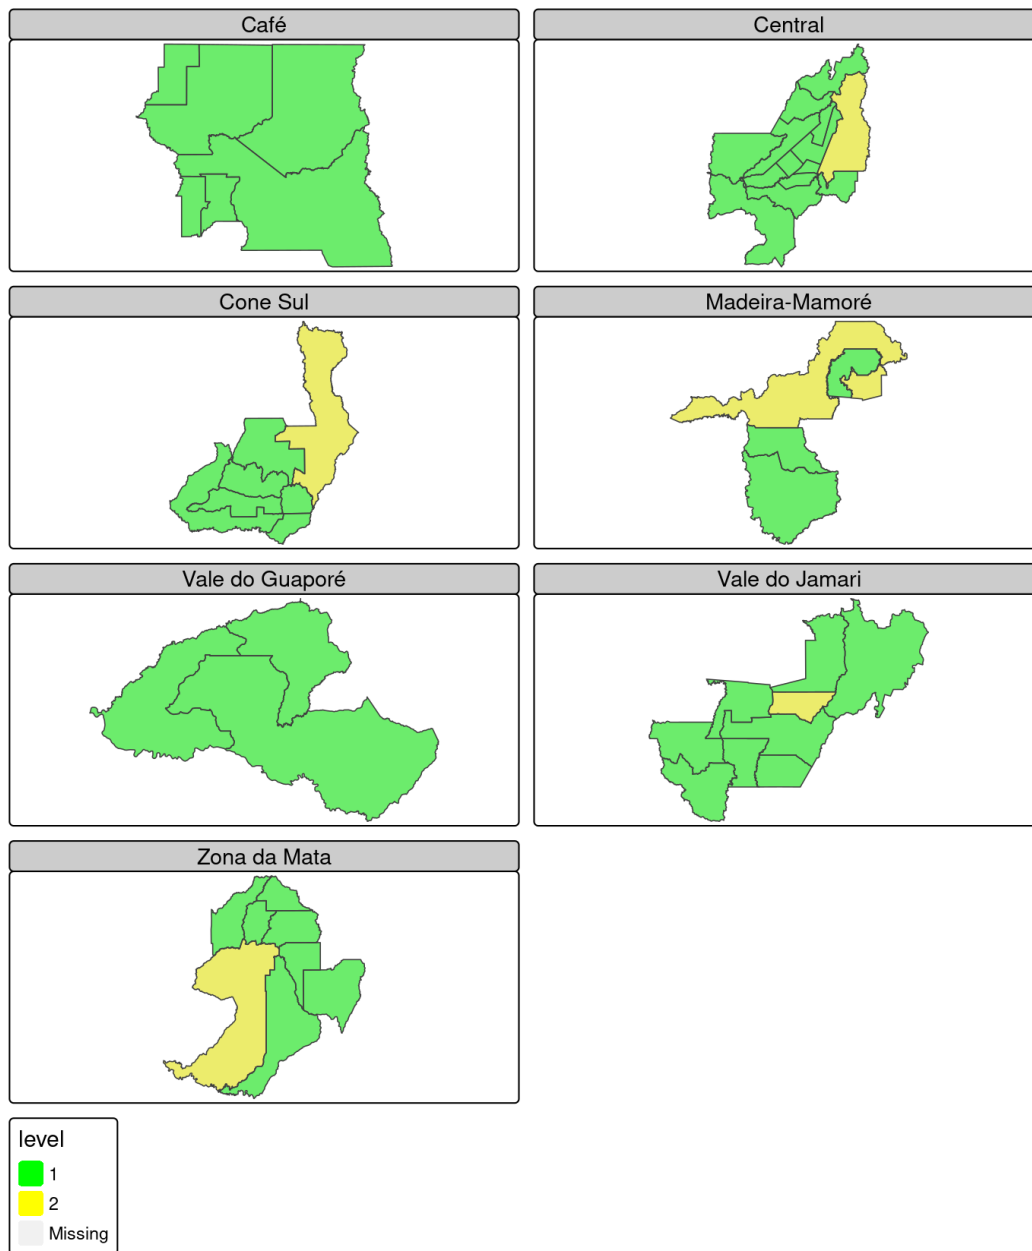 Café
Central
Cone Sul
Madeira-Mamoré
Vale do Guaporé
Vale do Jamari
Zona da Mata
level
1
2
Missing